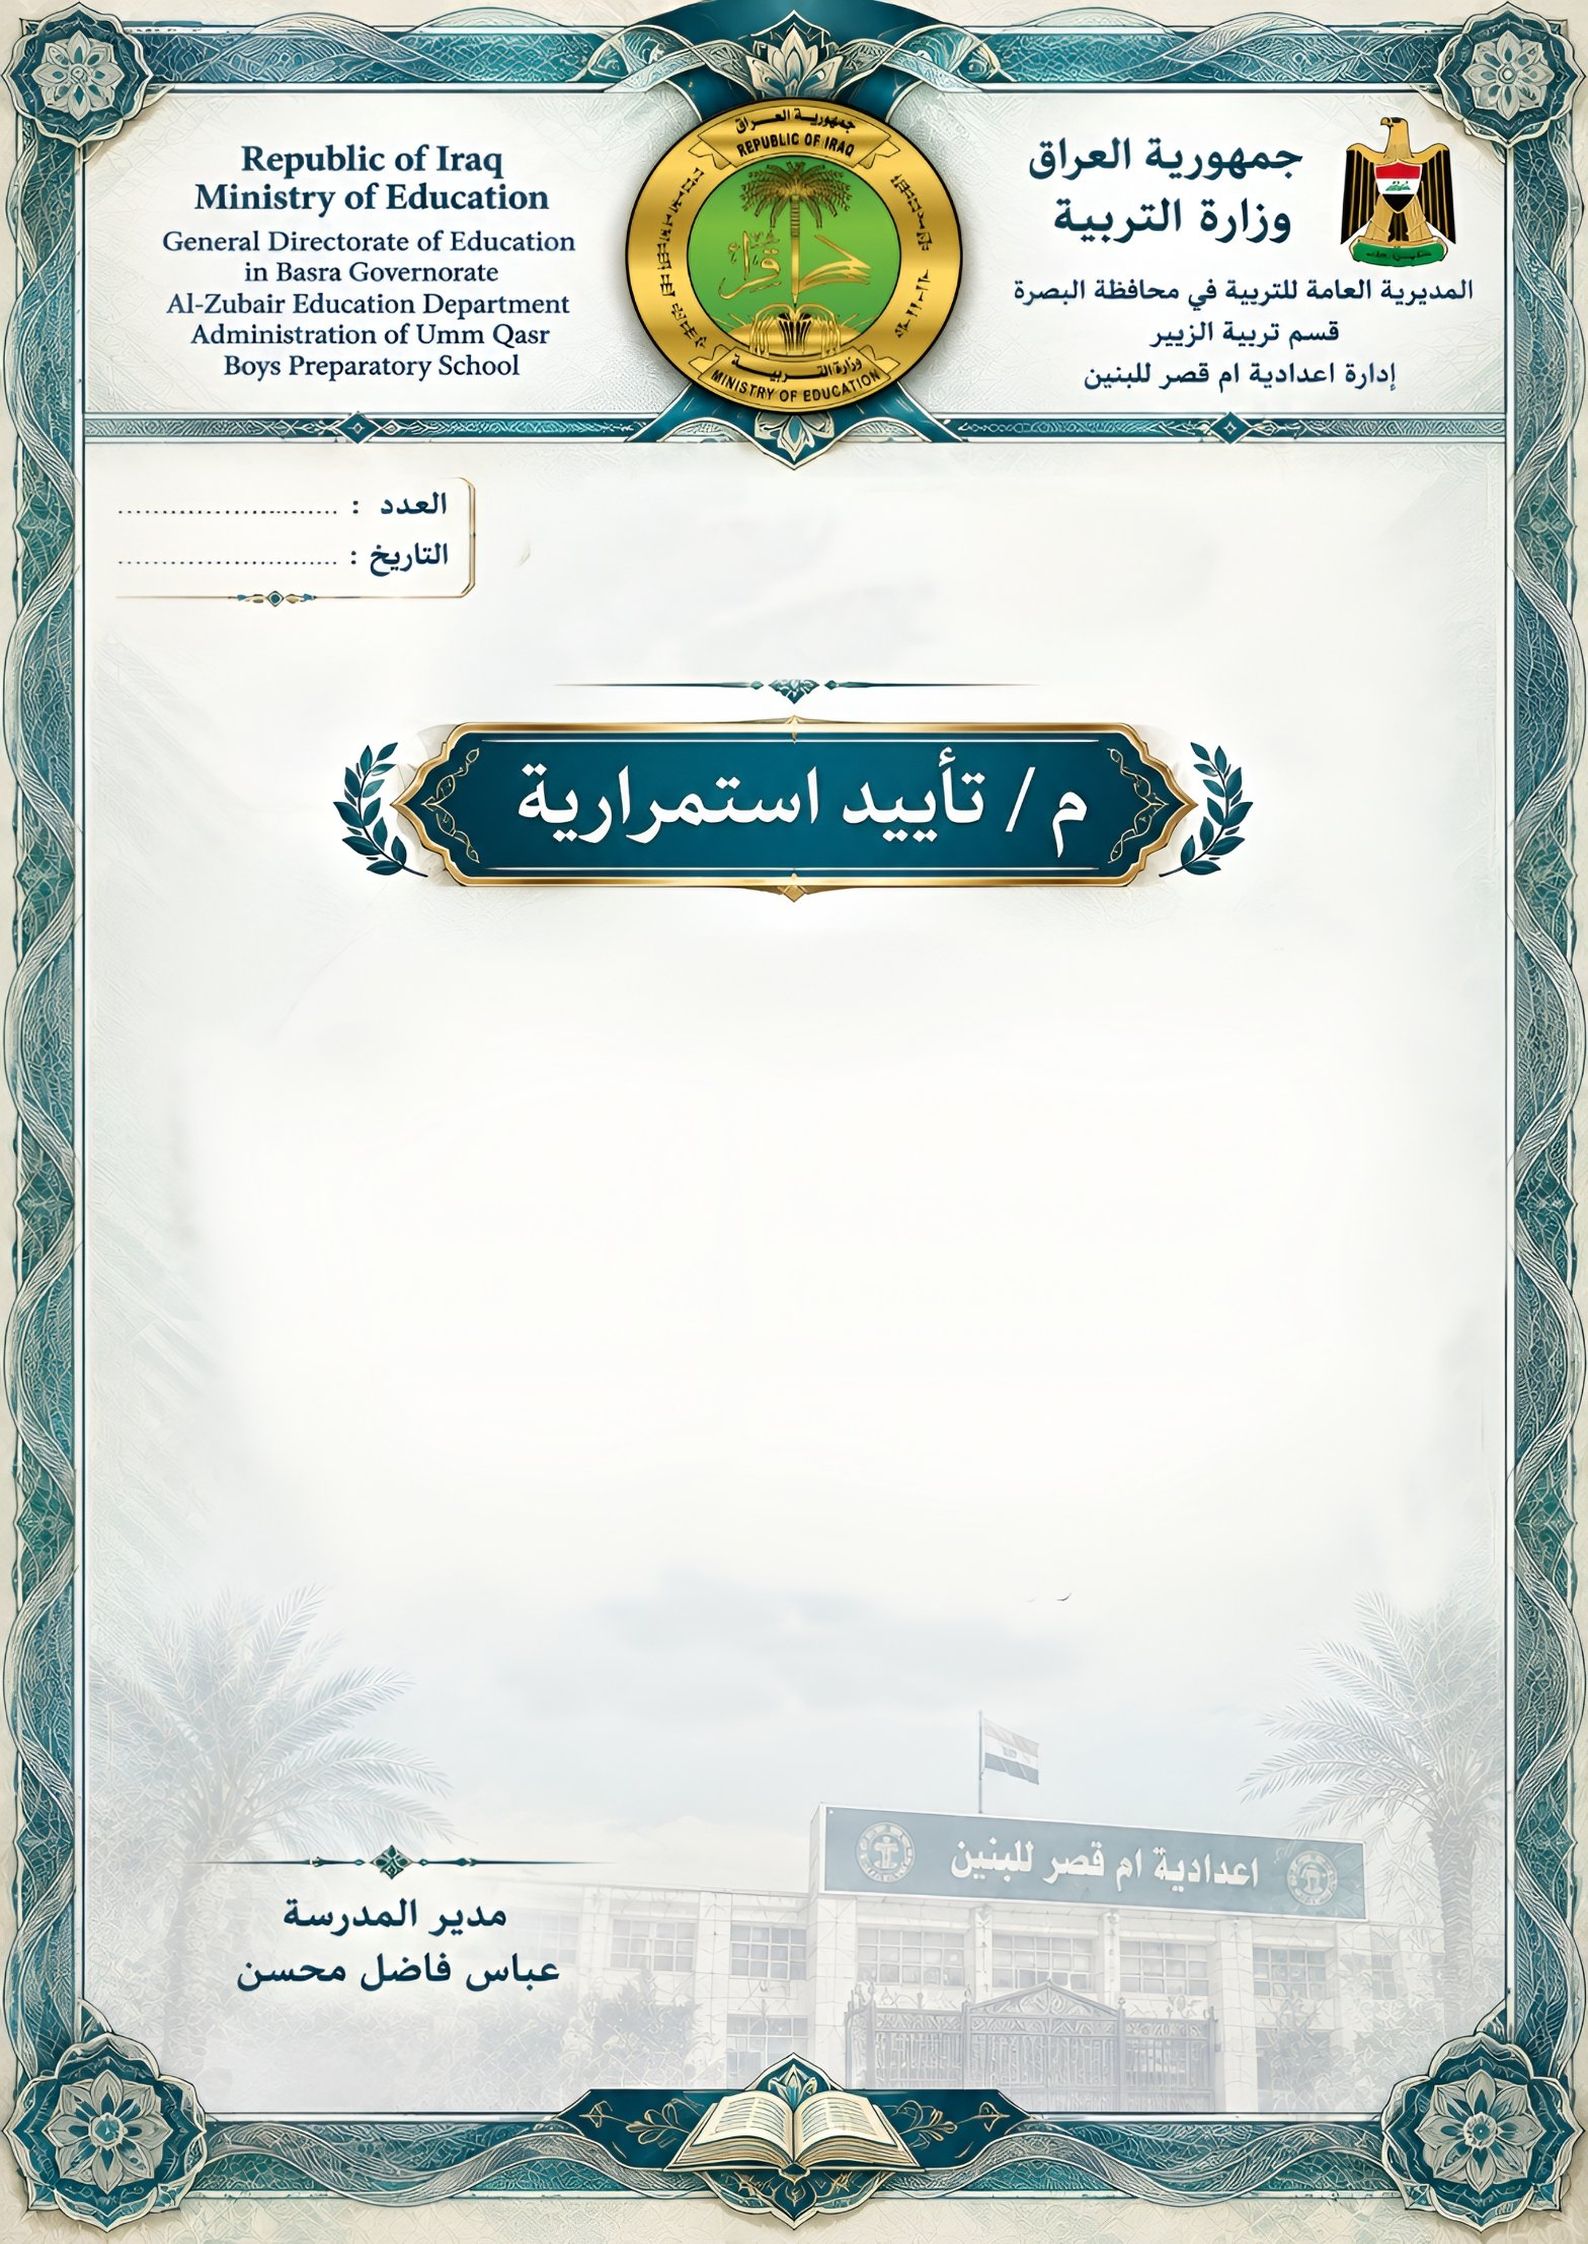 جمهورية العراق
وزارة التربية
المديرية العامة للتربية في محافظة البصرة
قسم تربية الزبير
إدارة اعدادية ام قصر للبنين
جمهورية العراق
REPUBLIC OF IRAQ
اقرأ
وزارة التربية
MINISTRY OF EDUCATION
Republic of Iraq
Ministry of Education
General Directorate of Education
in Basra Governorate
Al-Zubair Education Department
Administration of Umm Qasr
Boys Preparatory School
العدد : ..........................
التاريخ : ..........................
م / تأييد استمرارية
اعدادية ام قصر للبنين
مدير المدرسة
عباس فاضل محسن